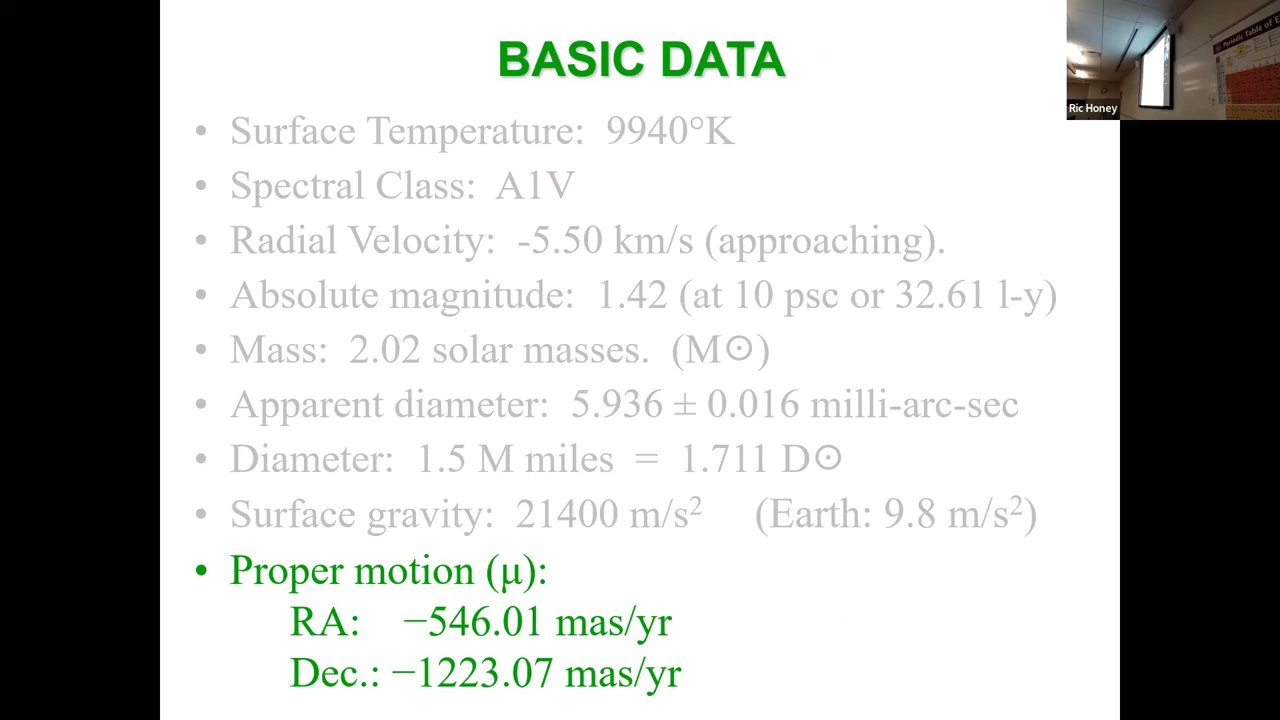 BASIC DATA
• Surface Temperature: 9940°K
• Spectral Class: A1V
• Radial Velocity: -5.50 km/s (approaching).
• Absolute magnitude: 1.42 (at 10 psc or 32.61 l-y)
• Mass: 2.02 solar masses. (M☉)
• Apparent diameter: 5.936 ± 0.016 milli-arc-sec
• Diameter: 1.5 M miles = 1.711 D☉
• Surface gravity: 21400 m/s² (Earth: 9.8 m/s²)
• Proper motion (μ):
RA: −546.01 mas/yr
Dec.: −1223.07 mas/yr
Periodic Table of
Ric Honey